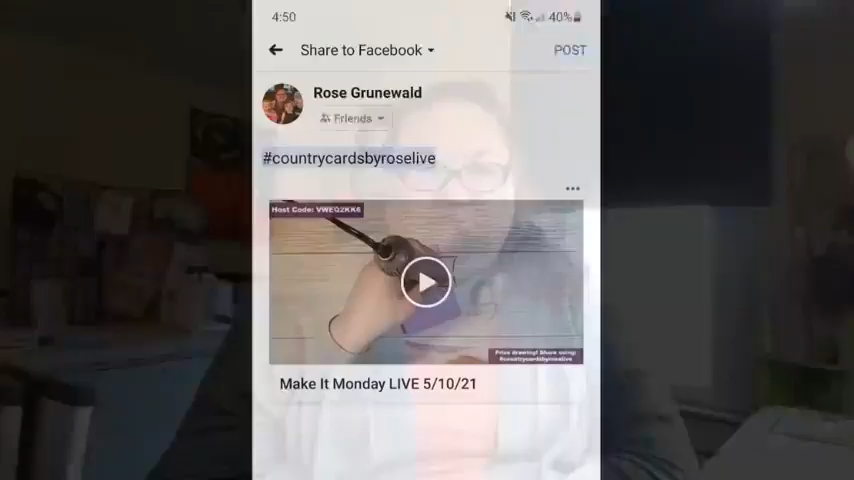 4:50
40%
Share to Facebook
POST
Rose Grunewald
Friends
#countrycardsbyroselive
Host Code: VWEG2KK6
Prize drawing! Share using:
#countrycardsbyroselive
Make It Monday LIVE 5/10/21